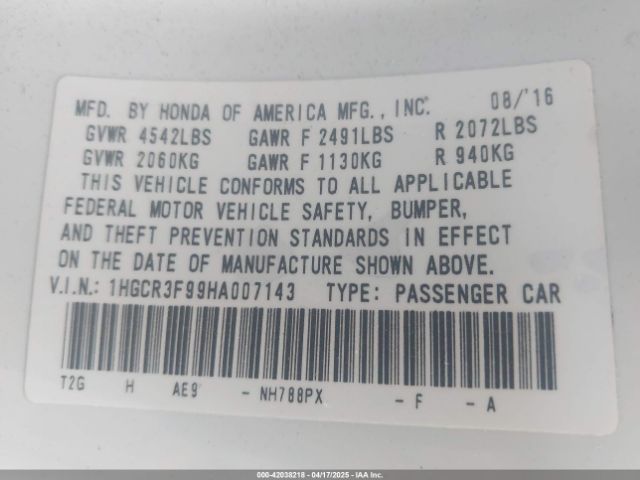 MFD. BY HONDA OF AMERICA MFG., INC. 08/'16
GVWR 4542LBS GAWR F 2491LBS R 2072LBS
GVWR 2060KG GAWR F 1130KG R 940KG
THIS VEHICLE CONFORMS TO ALL APPLICABLE
FEDERAL MOTOR VEHICLE SAFETY, BUMPER,
AND THEFT PREVENTION STANDARDS IN EFFECT
ON THE DATE OF MANUFACTURE SHOWN ABOVE.
V.I.N.: 1HGCR3F99HA007143 TYPE: PASSENGER CAR
T2G H AE9 - NH788PX - F - A
000-42038218 - 04/17/2025 - IAA Inc.